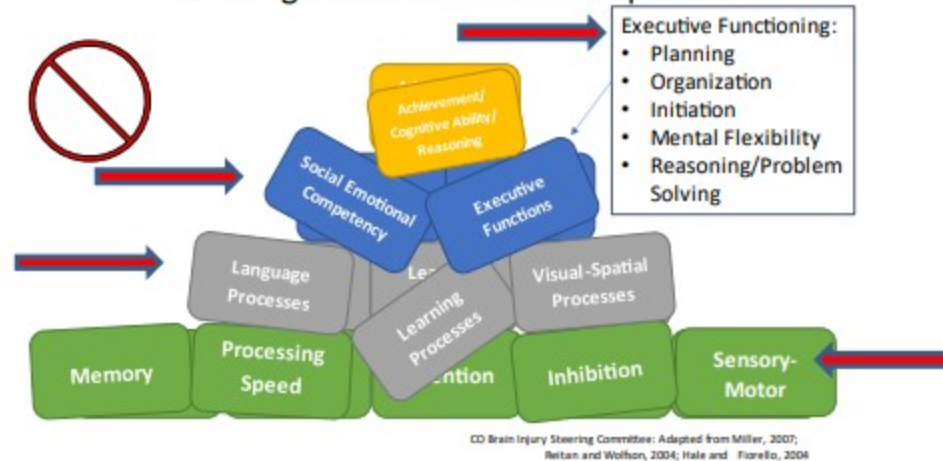 Executive Functioning:
• Planning
• Organization
• Initiation
• Mental Flexibility
• Reasoning/Problem
Solving
Achievement/
Cognitive Ability/
Reasoning
Social Emotional
Competency
Executive
Functions
Language
Processes
Learning
Processes
Visual-Spatial
Processes
Memory
Processing
Speed
Inhibition
Sensory-
Motor
CO Brain Injury Steering Committee: Adapted from Miller, 2007;
Reitan and Wolfson, 2004; Hale and Fiorello, 2004